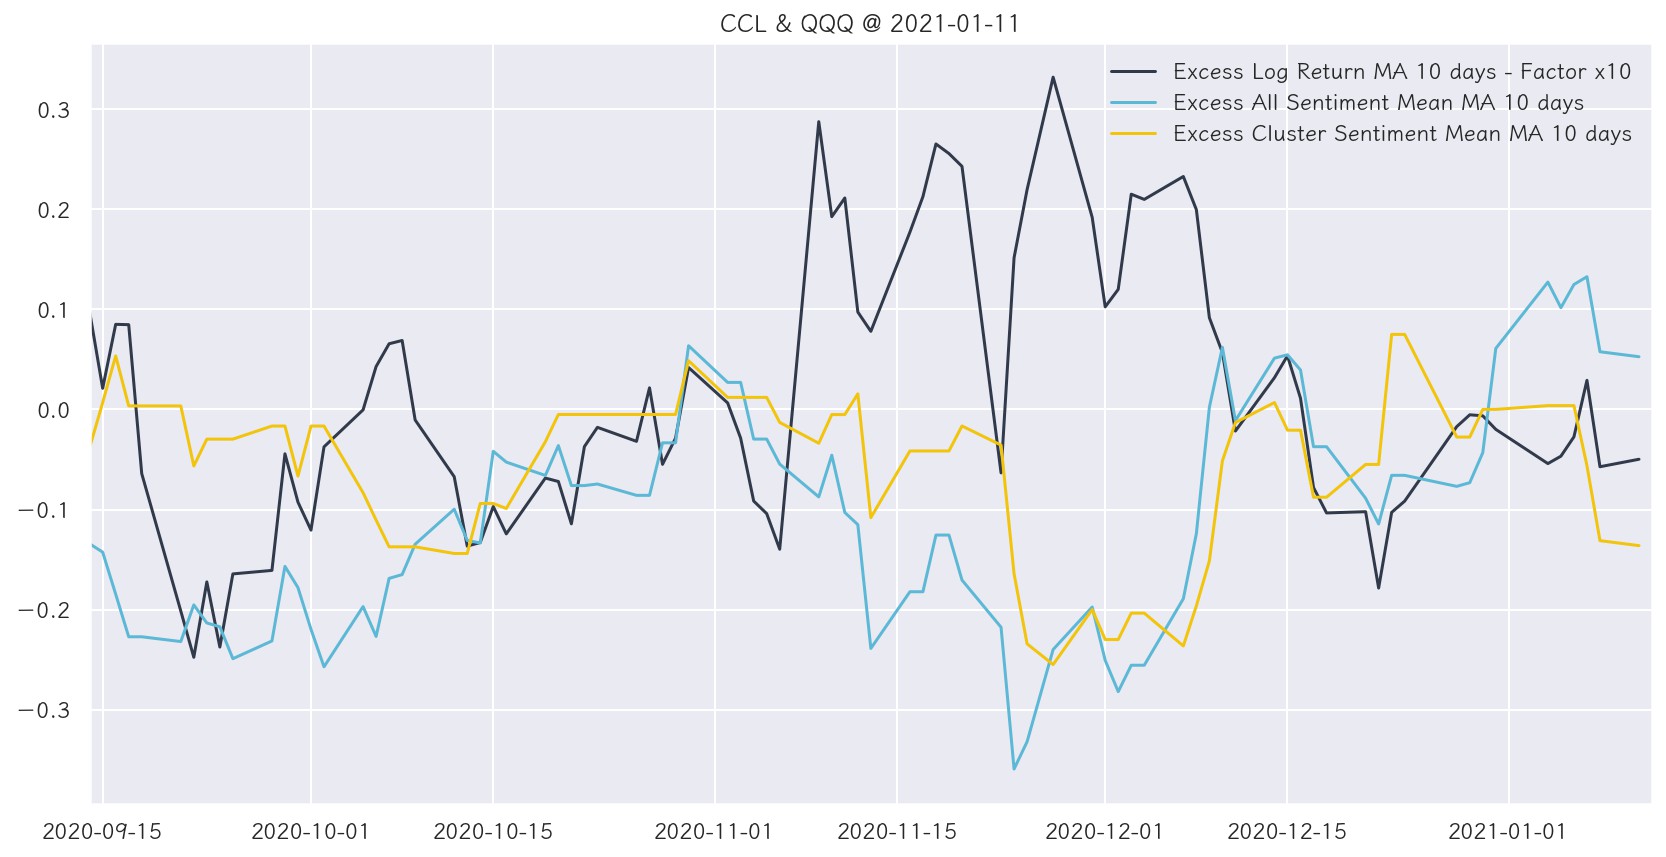 CCL & QQQ @ 2021-01-11
Excess Log Return MA 10 days - Factor x10
Excess All Sentiment Mean MA 10 days
Excess Cluster Sentiment Mean MA 10 days
0.3
0.2
0.1
0.0
−0.1
−0.2
−0.3
2020-09-15 2020-10-01 2020-10-15 2020-11-01 2020-11-15 2020-12-01 2020-12-15 2021-01-01